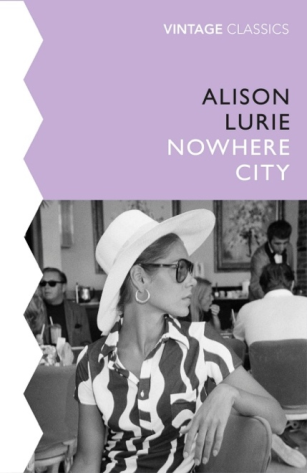 VINTAGE CLASSICS
ALISON
LURIE
NOWHERE
CITY